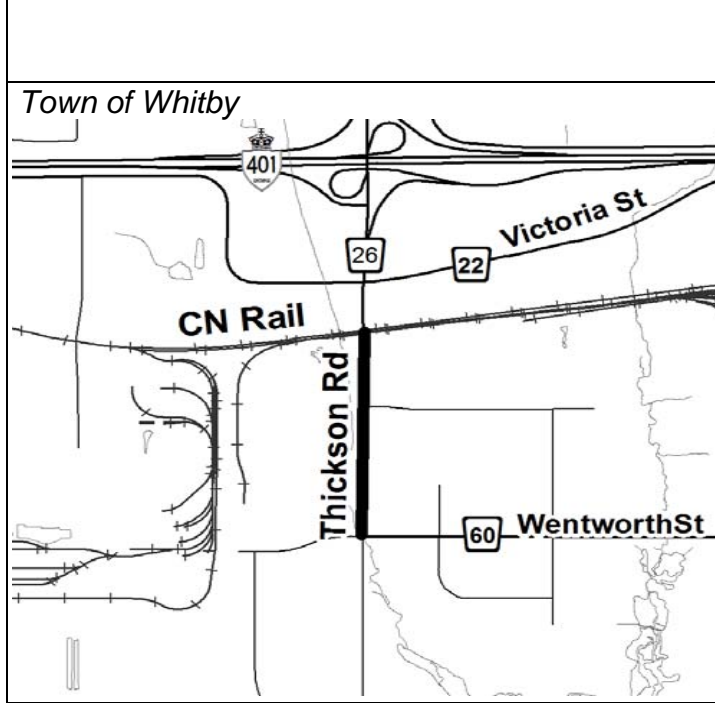 Town of Whitby
401
26
22
Victoria St
CN Rail
Thickson Rd
60
WentworthSt